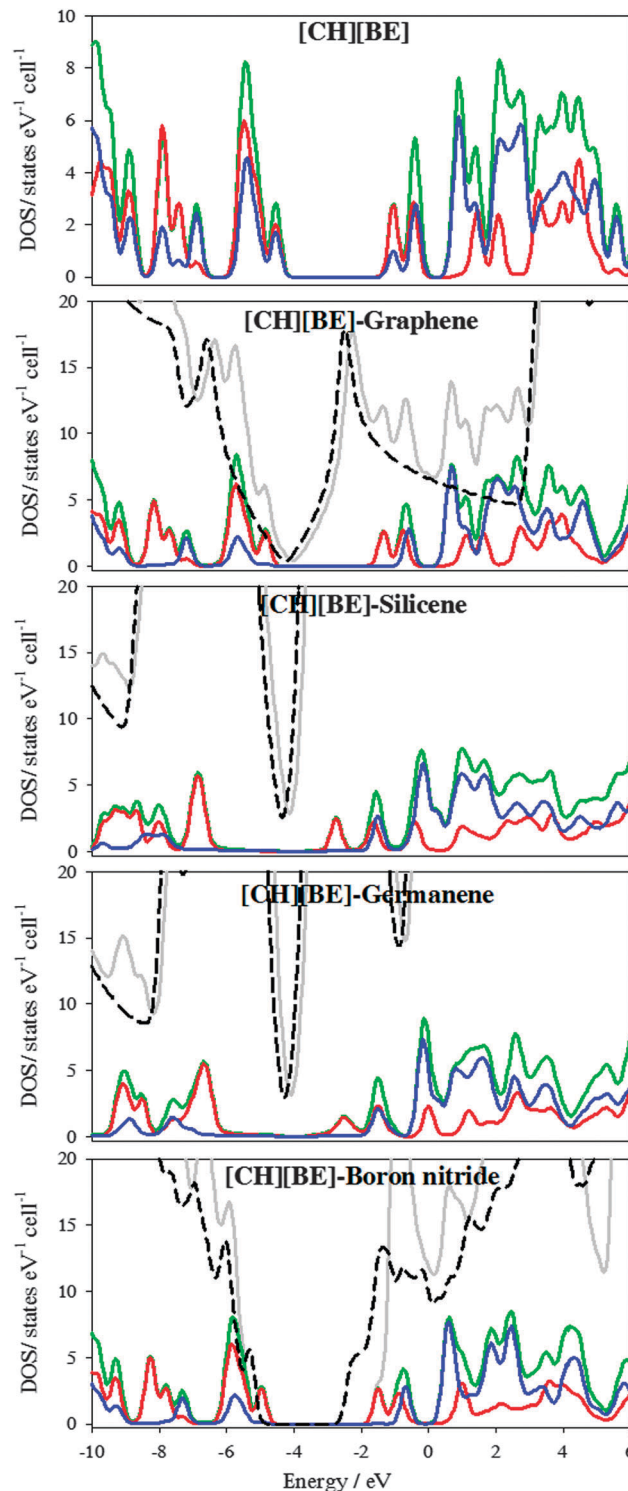 [CH][BE]
DOS/ states eV-1 cell-1
10
8
6
4
2
0
[CH][BE]-Graphene
DOS/ states eV-1 cell-1
20
15
10
5
0
[CH][BE]-Silicene
DOS/ states eV-1 cell-1
20
15
10
5
0
[CH][BE]-Germanene
DOS/ states eV-1 cell-1
20
15
10
5
0
[CH][BE]-Boron nitride
DOS/ states eV-1 cell-1
20
15
10
5
0
-10 -8 -6 -4 -2 0 2 4 6
Energy / eV